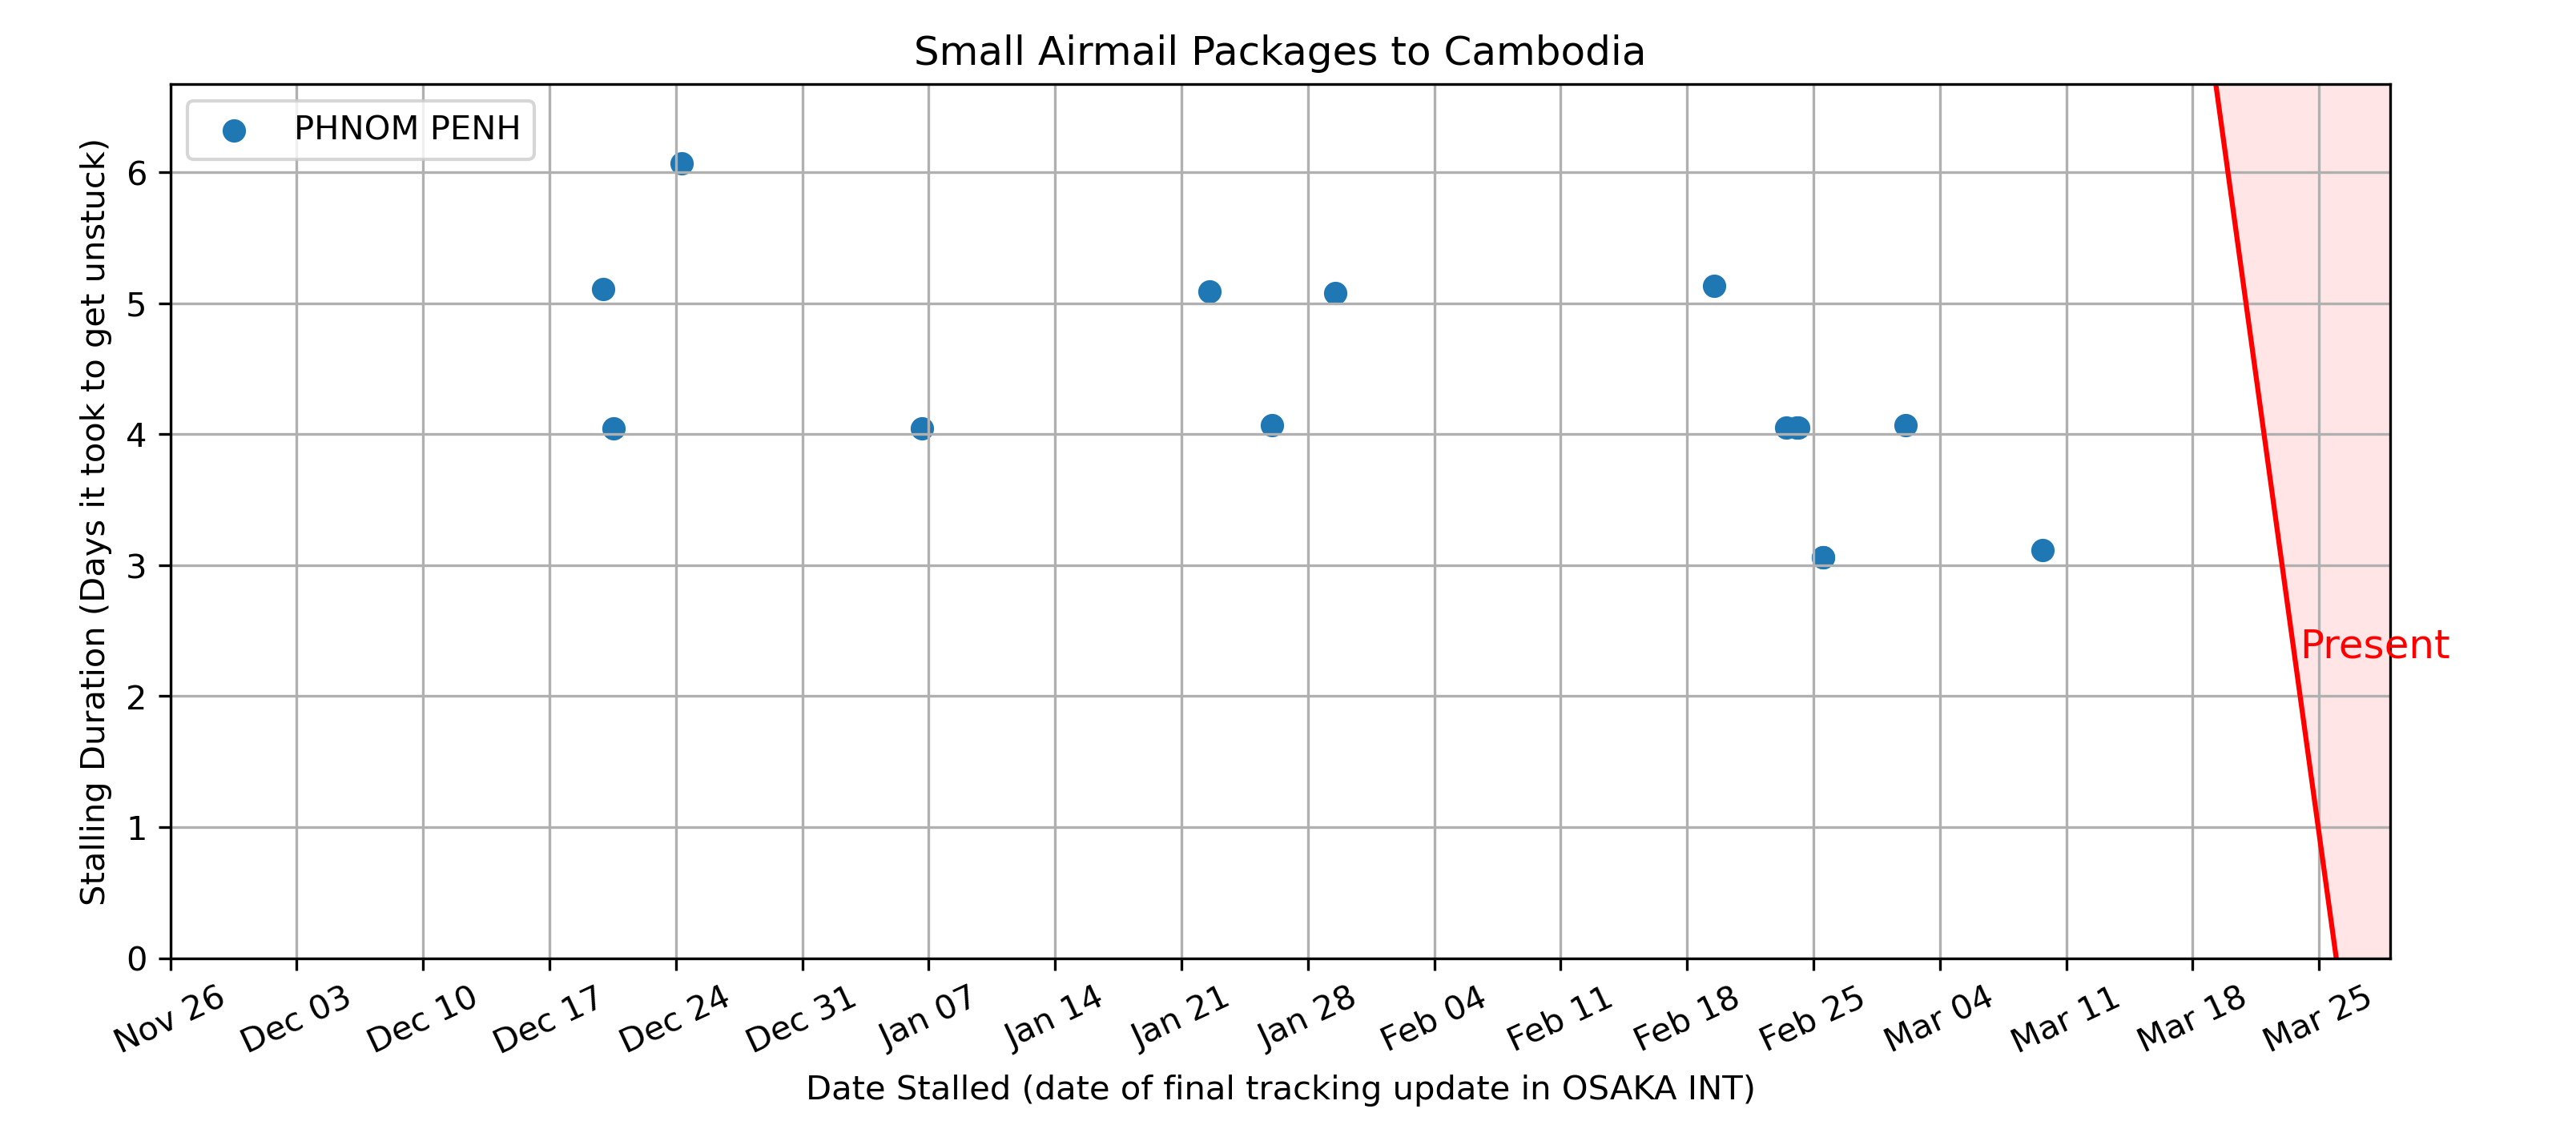 Small Airmail Packages to Cambodia
PHNOM PENH
Stalling Duration (Days it took to get unstuck)
6
5
4
3
2
1
0
Present
Nov 26 Dec 03 Dec 10 Dec 17 Dec 24 Dec 31 Jan 07 Jan 14 Jan 21 Jan 28 Feb 04 Feb 11 Feb 18 Feb 25 Mar 04 Mar 11 Mar 18 Mar 25
Date Stalled (date of final tracking update in OSAKA INT)